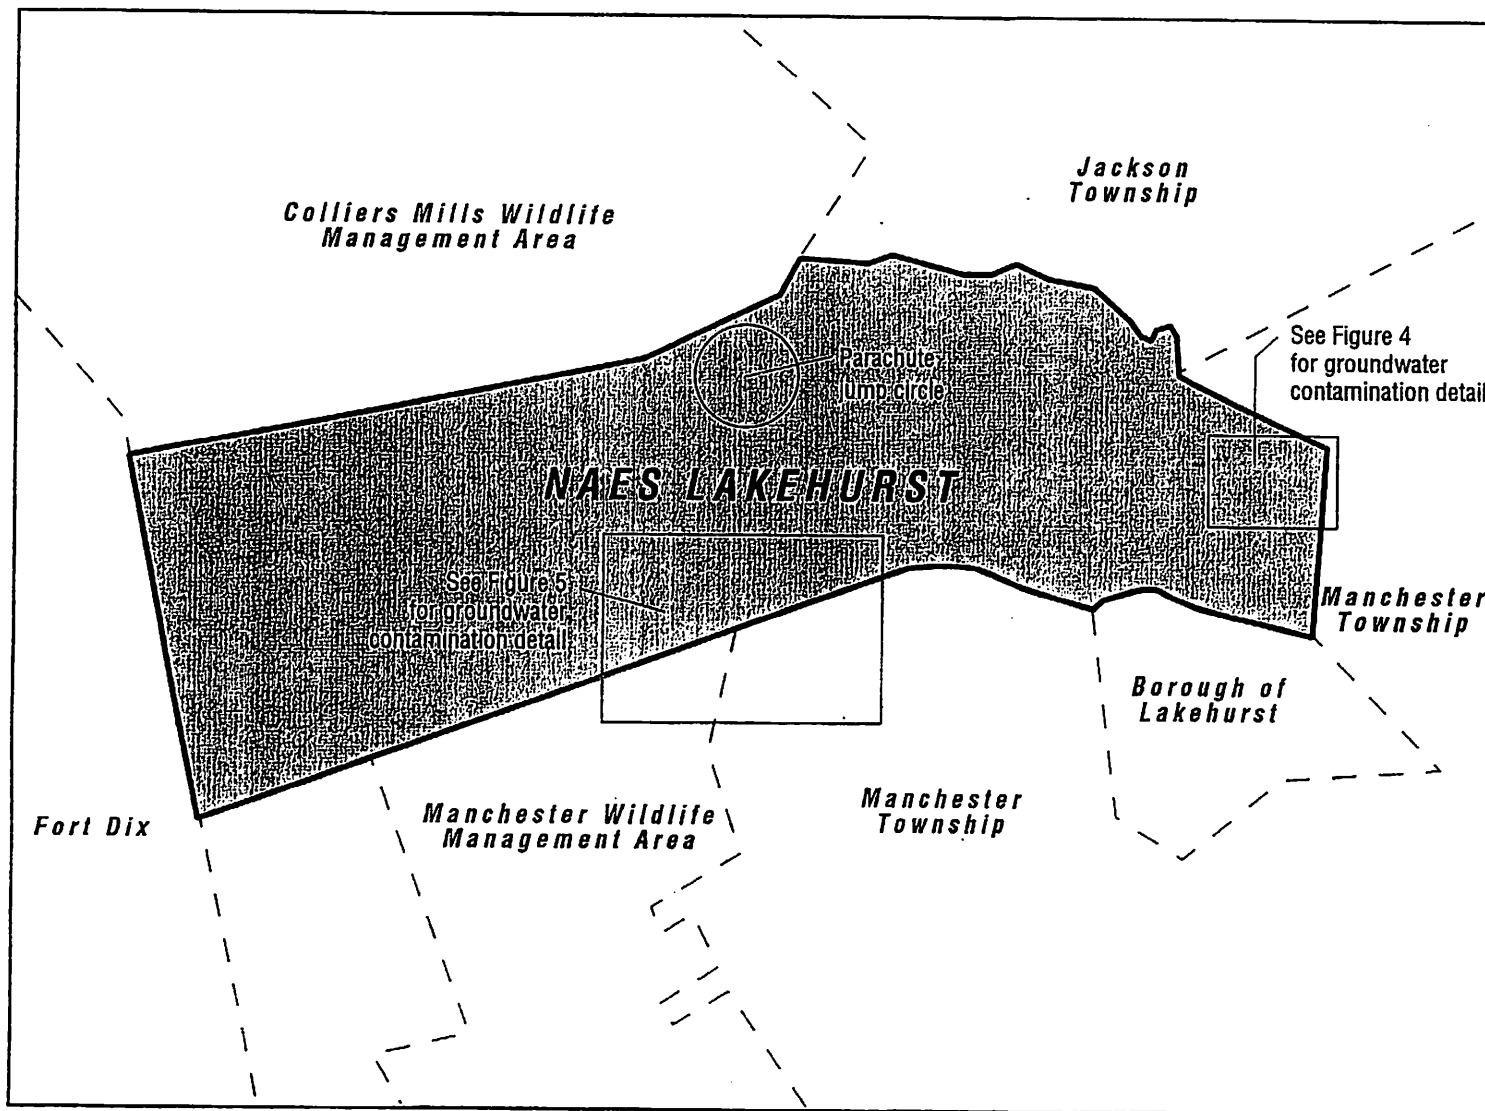 Jackson
Township
Colliers Mills Wildlife
Management Area
See Figure 4
for groundwater
contamination detail
Parachute
jump circle
NAES LAKEHURST
See Figure 5
for groundwater
contamination detail
Manchester
Township
Borough of
Lakehurst
Fort Dix
Manchester Wildlife
Management Area
Manchester
Township